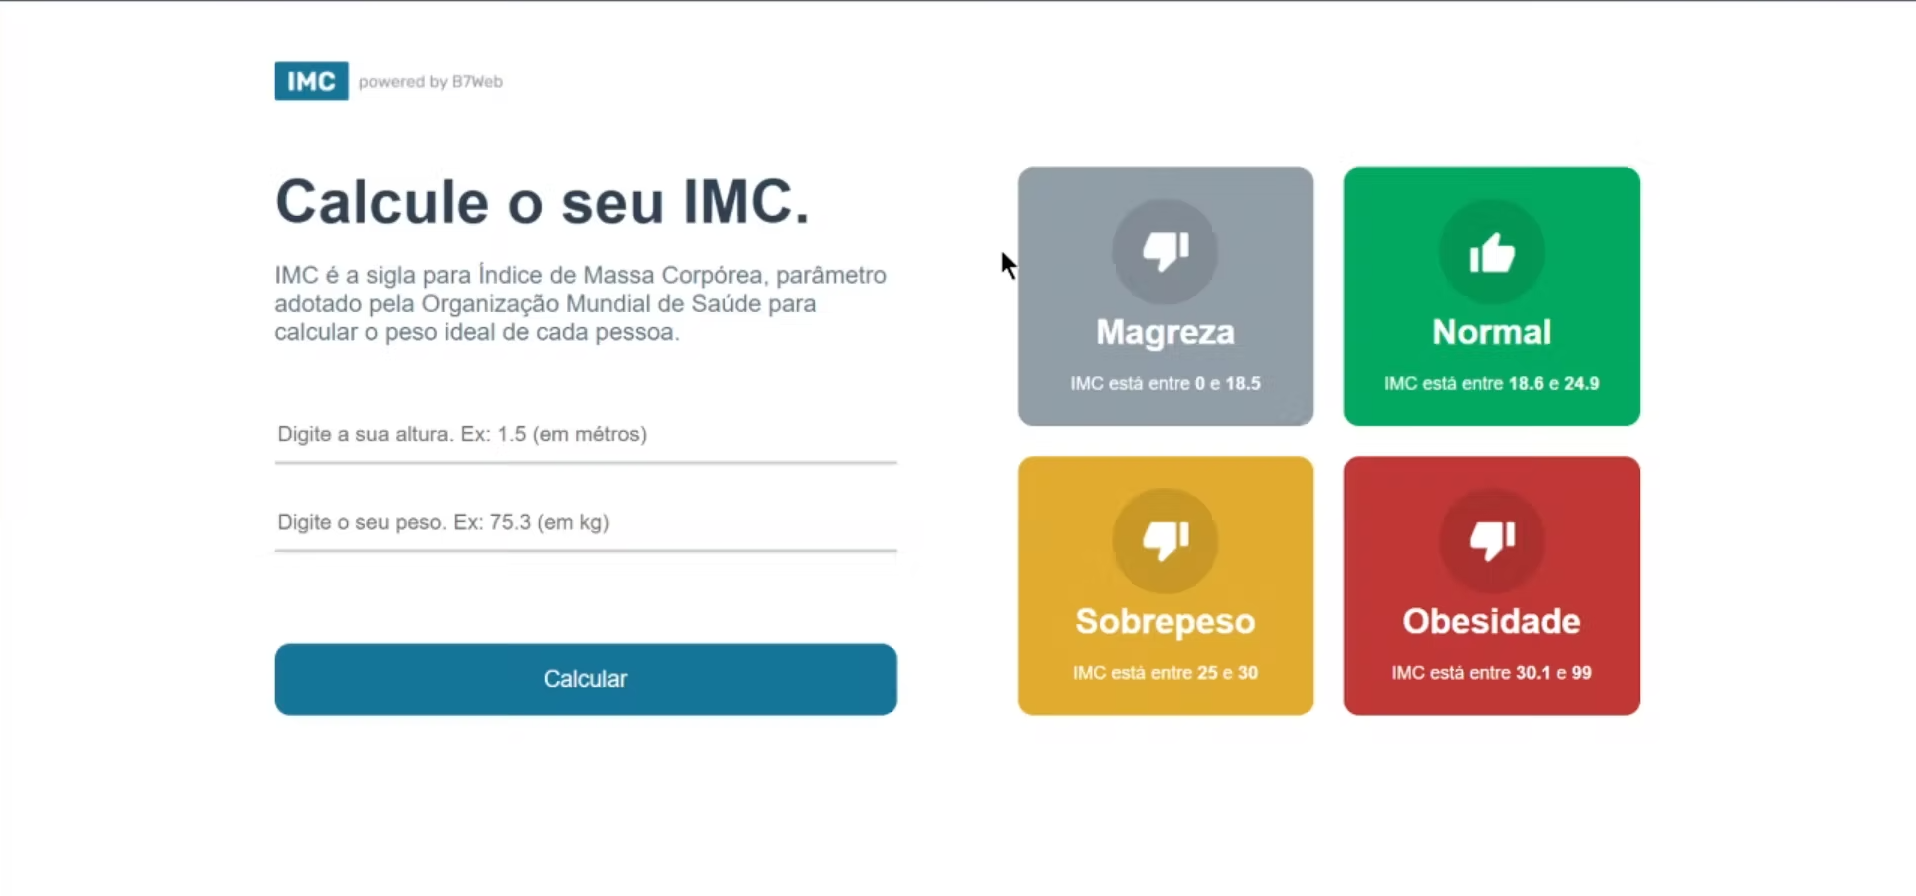 IMC powered by B7Web
Calcule o seu IMC.
IMC é a sigla para Índice de Massa Corpórea, parâmetro
adotado pela Organização Mundial de Saúde para
calcular o peso ideal de cada pessoa.
Digite a sua altura. Ex: 1.5 (em métros)
Digite o seu peso. Ex: 75.3 (em kg)
Calcular
Magreza
IMC está entre 0 e 18.5
Normal
IMC está entre 18.6 e 24.9
Sobrepeso
IMC está entre 25 e 30
Obesidade
IMC está entre 30.1 e 99